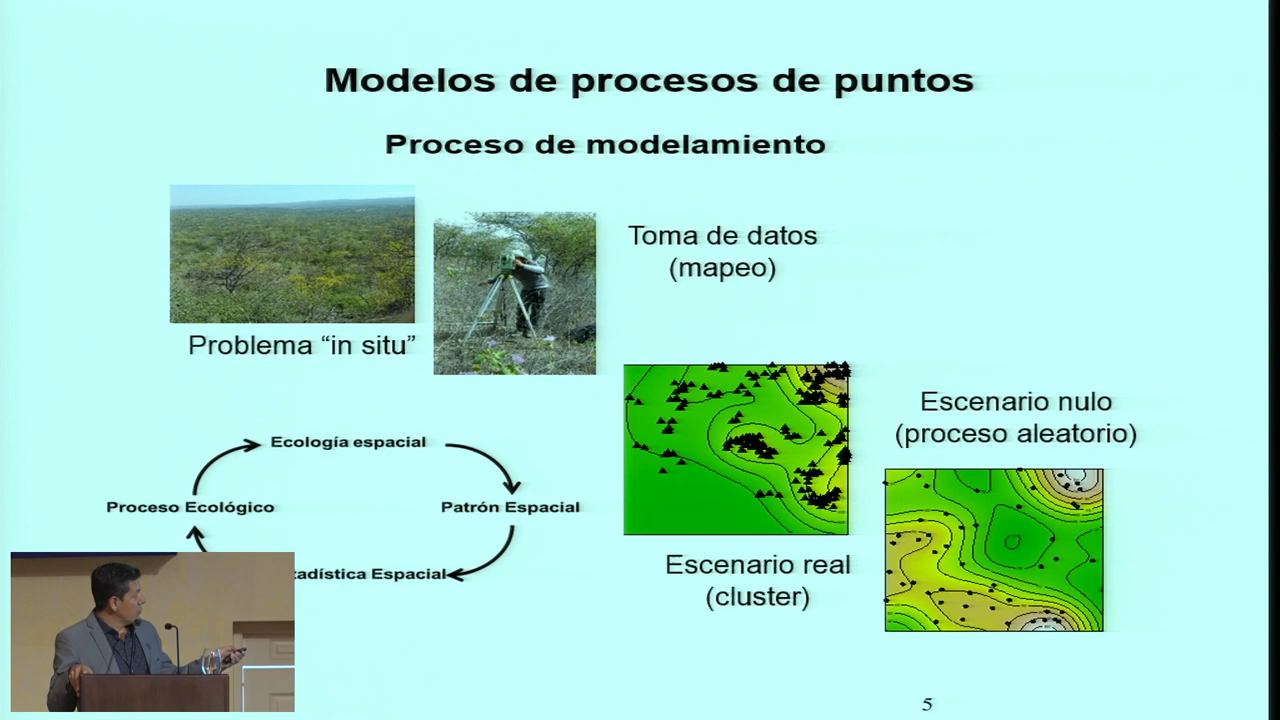 Modelos de procesos de puntos
Proceso de modelamiento
Toma de datos
(mapeo)
Problema “in situ”
Escenario nulo
(proceso aleatorio)
Ecología espacial
Proceso Ecológico
Patrón Espacial
Espacial
Escenario real
(cluster)
5